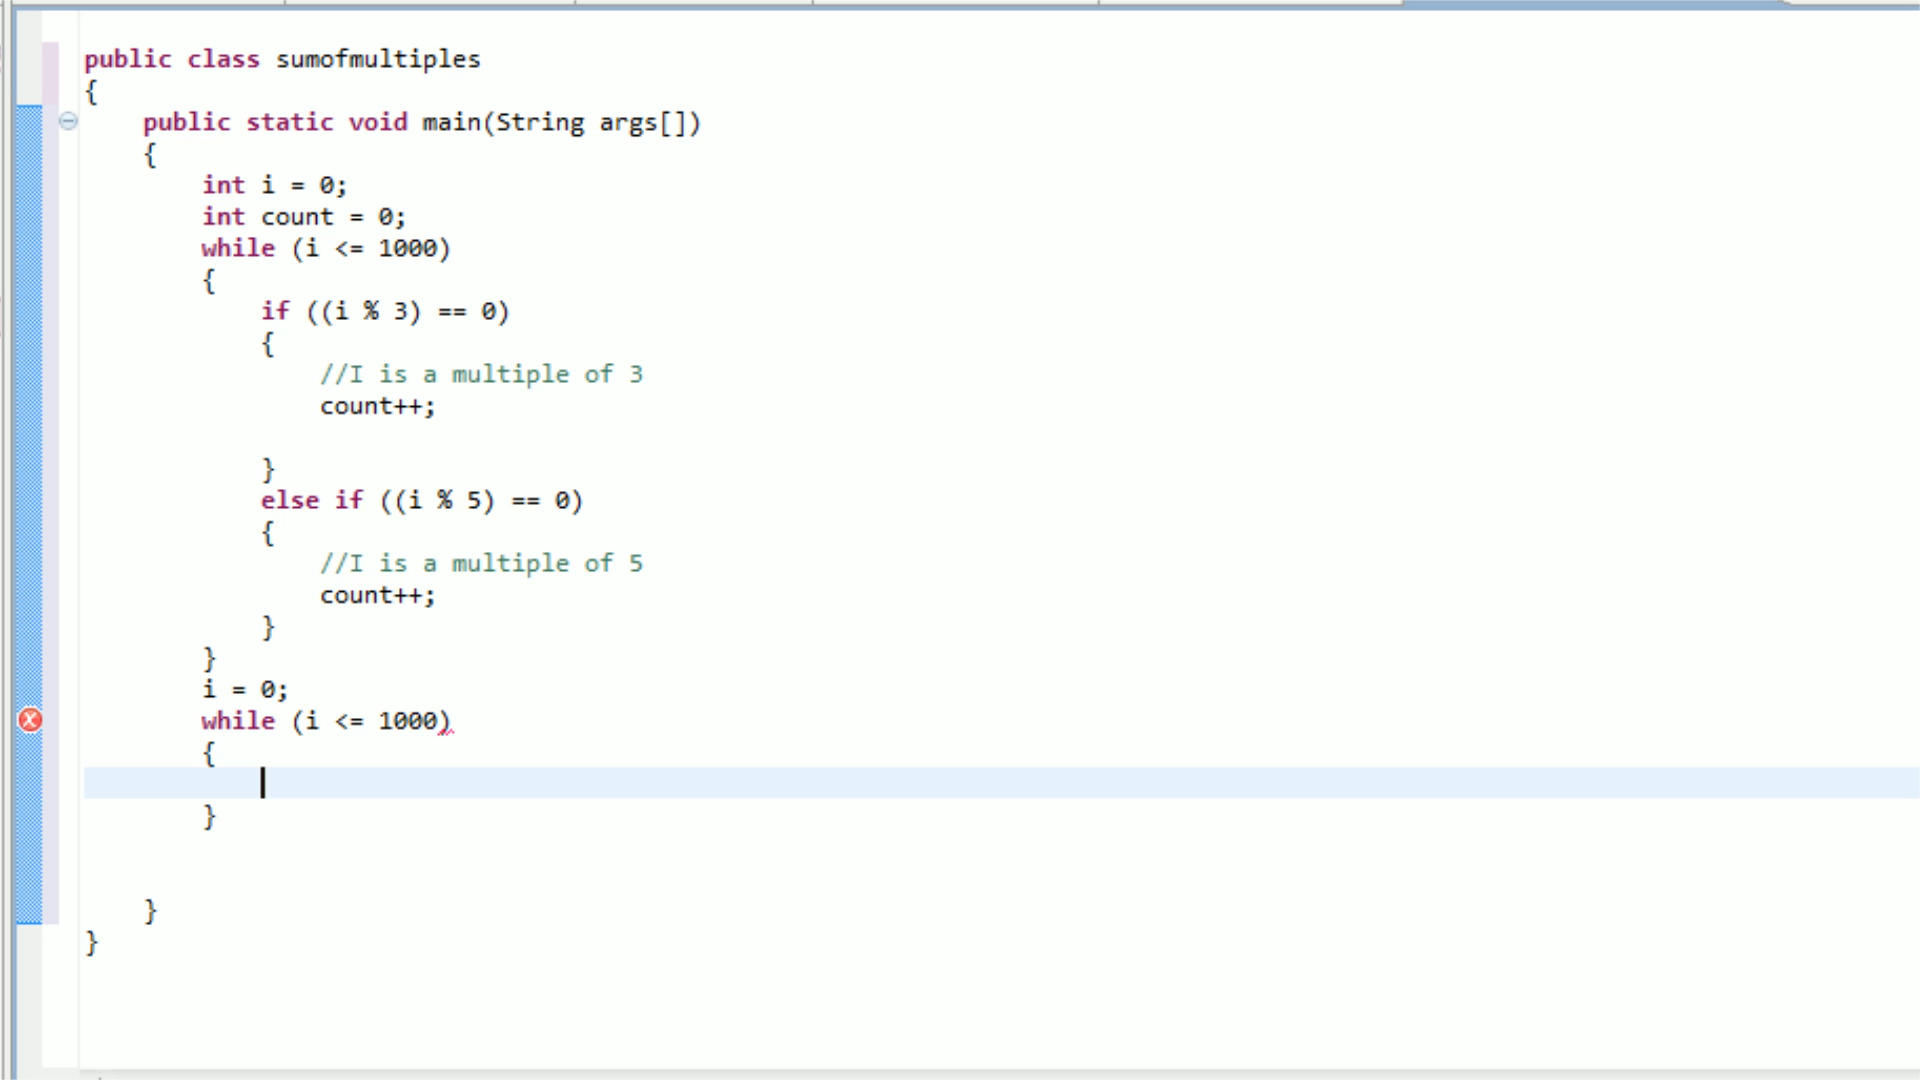 public class sumofmultiples
{
    public static void main(String args[])
    {
        int i = 0;
        int count = 0;
        while (i <= 1000)
        {
            if ((i % 3) == 0)
            {
                //I is a multiple of 3
                count++;

            }
            else if ((i % 5) == 0)
            {
                //I is a multiple of 5
                count++;
            }
        }
        i = 0;
        while (i <= 1000)
        {

        }


    }
}